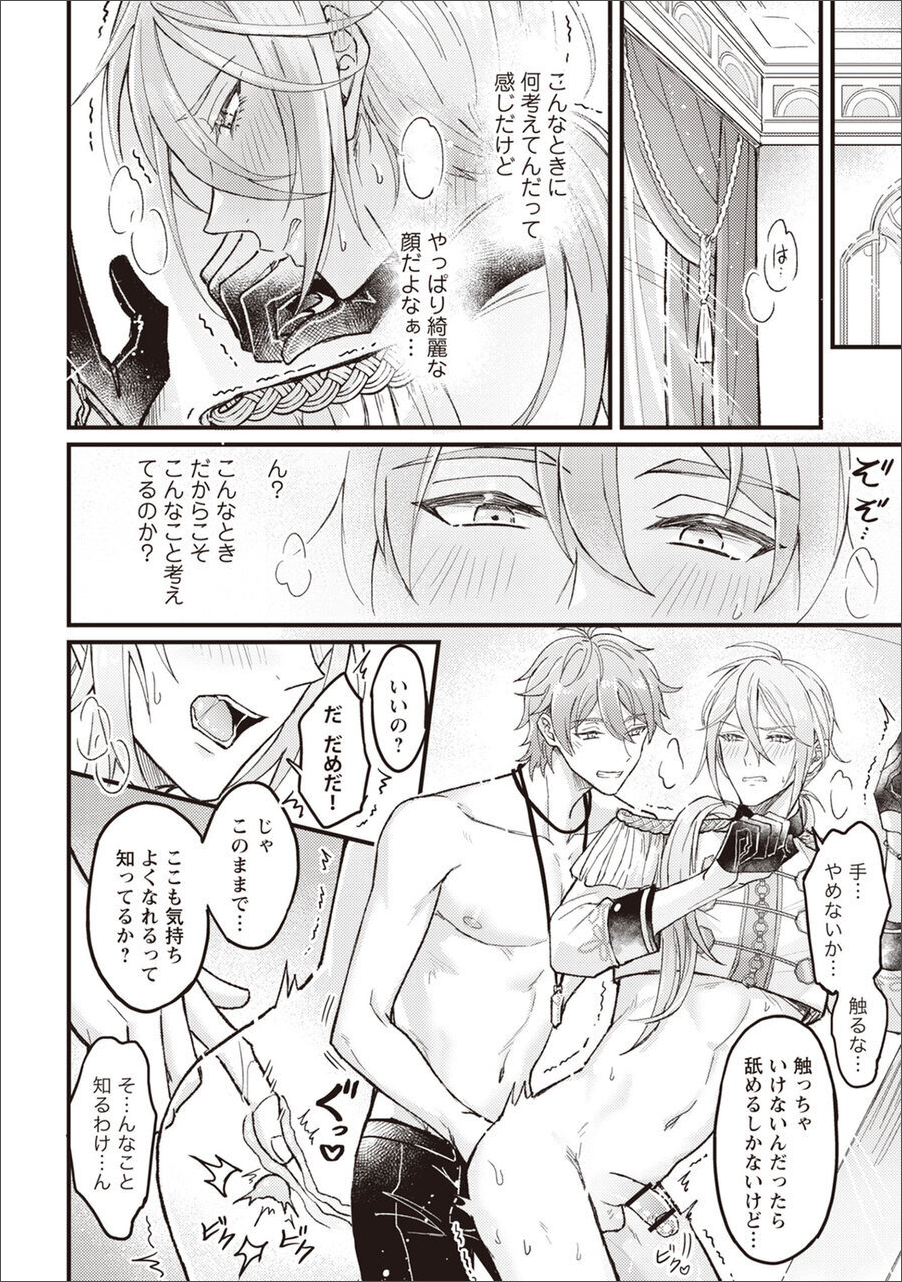 は…
こんなときに
何考えてんだって
感じだけど
やっぱり綺麗な
顔だよなぁ…
ぞ
ぞ…
ん？
こんなとき
だからこそ
こんなこと考え
てるのか？
手…
やめないか…
触るな…
触っちゃ
いけないんだったら
舐めるしかないけど…
いいの？
だ だめだ！
じゃ
このままで…
ここも気持ち
よくなれるって
知ってるか？
そ…んなこと
知るわけ…ん
ぐっ♡
ビク♡